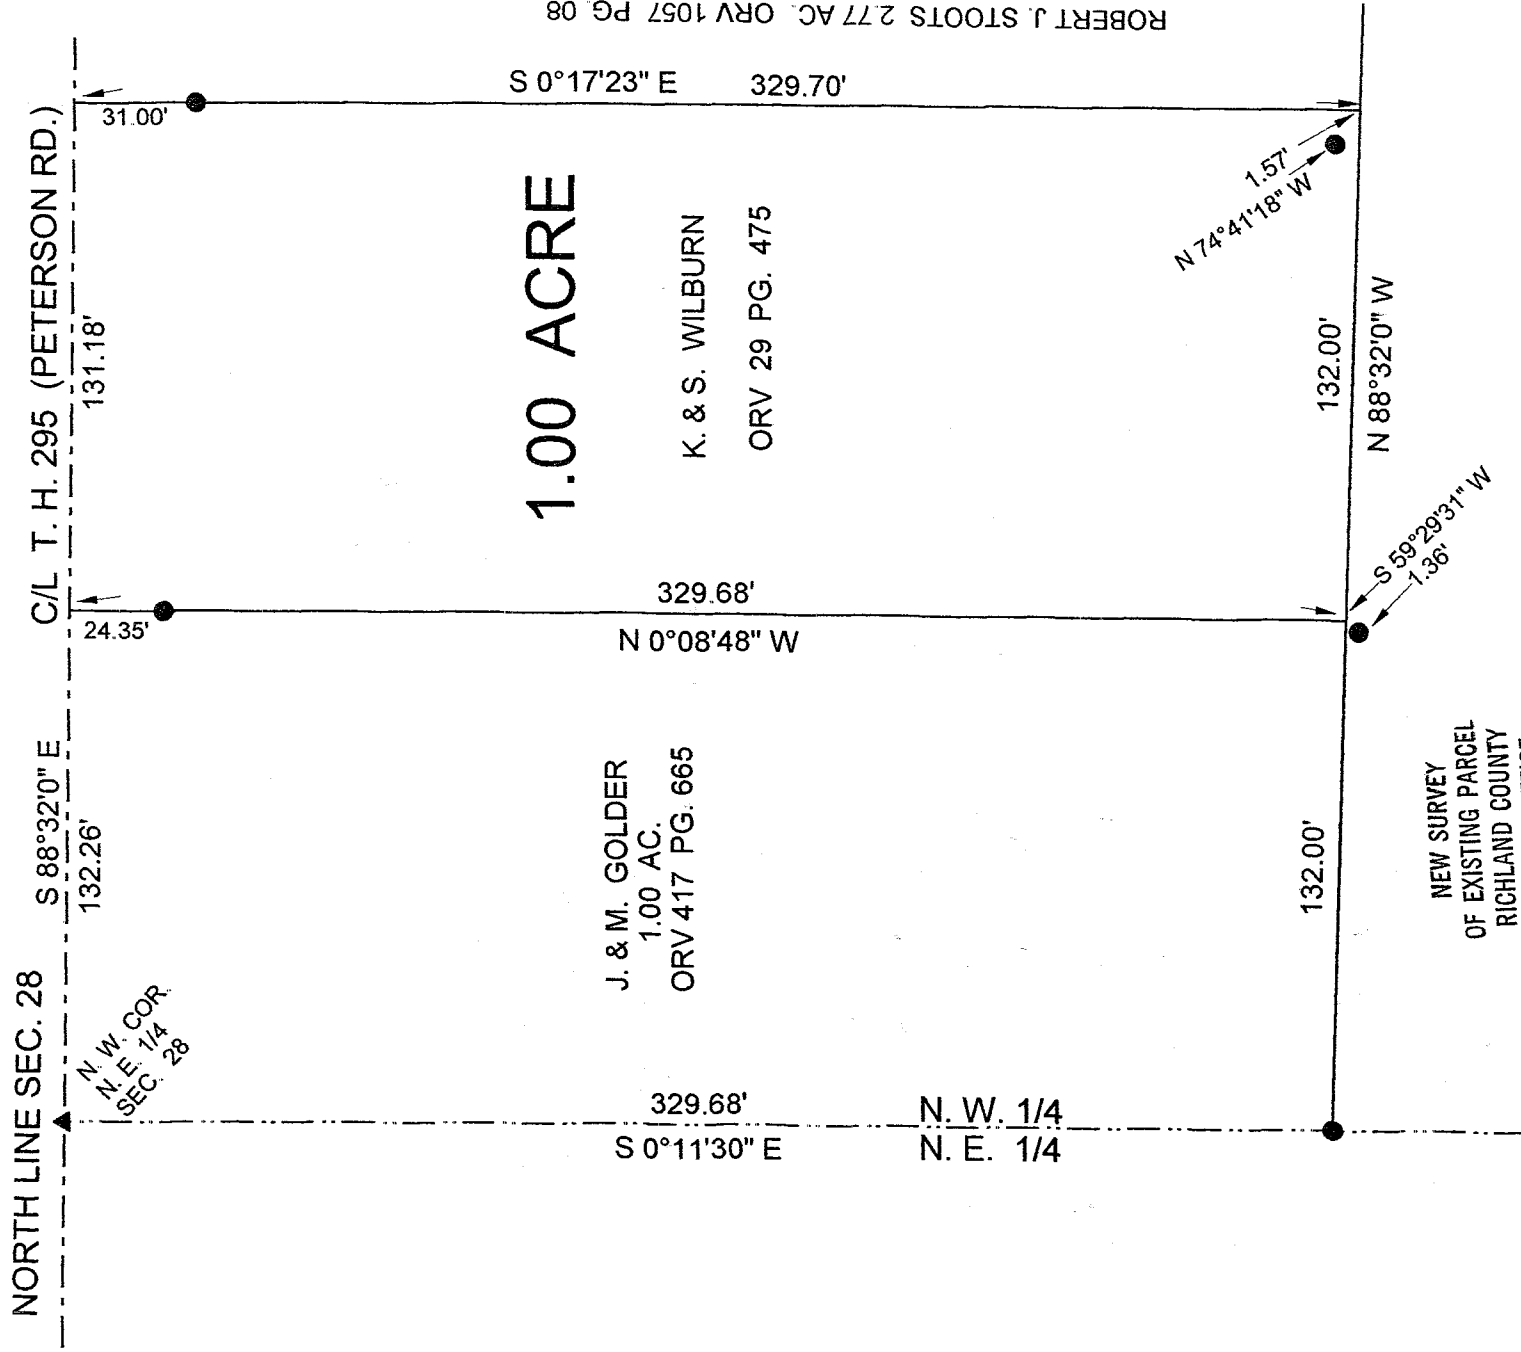 ROBERT J. STOOTS 2.77 AC. ORV 1057 PG. 08
S 0°17'23" E 329.70'
31.00'
C/L T. H. 295 (PETERSON RD.)
131.18'
1.00 ACRE
K. & S. WILBURN
ORV 29 PG. 475
1.57'
N 74°41'18" W
132.00'
N 88°32'0" W
329.68'
N 0°08'48" W
24.35'
S 59°29'31" W
1.36'
S 88°32'0" E
132.26'
J. & M. GOLDER
1.00 AC.
ORV 417 PG. 665
132.00'
NEW SURVEY
OF EXISTING PARCEL
RICHLAND COUNTY
NORTH LINE SEC. 28
N. W. COR.
N. E. 1/4
SEC. 28
329.68'
S 0°11'30" E
N. W. 1/4
N. E. 1/4